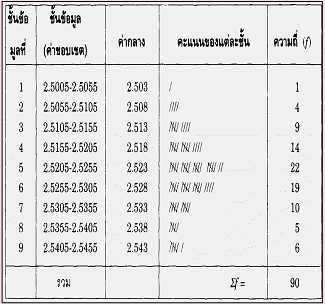 ชั้นข้อ ชั้นข้อมูล ค่ากลาง คะแนนของแต่ละชั้น ความถี่ (f)
มูลที่ (ค่าขอบเขต)
1 2.5005-2.5055 2.503 / 1
2 2.5055-2.5105 2.508 //// 4
3 2.5105-2.5155 2.513 9
4 2.5155-2.5205 2.518 14
5 2.5205-2.5255 2.523 22
6 2.5255-2.5305 2.528 19
7 2.5305-2.5355 2.533 10
8 2.5355-2.5405 2.538 5
9 2.5405-2.5455 2.543 6
รวม Σf = 90